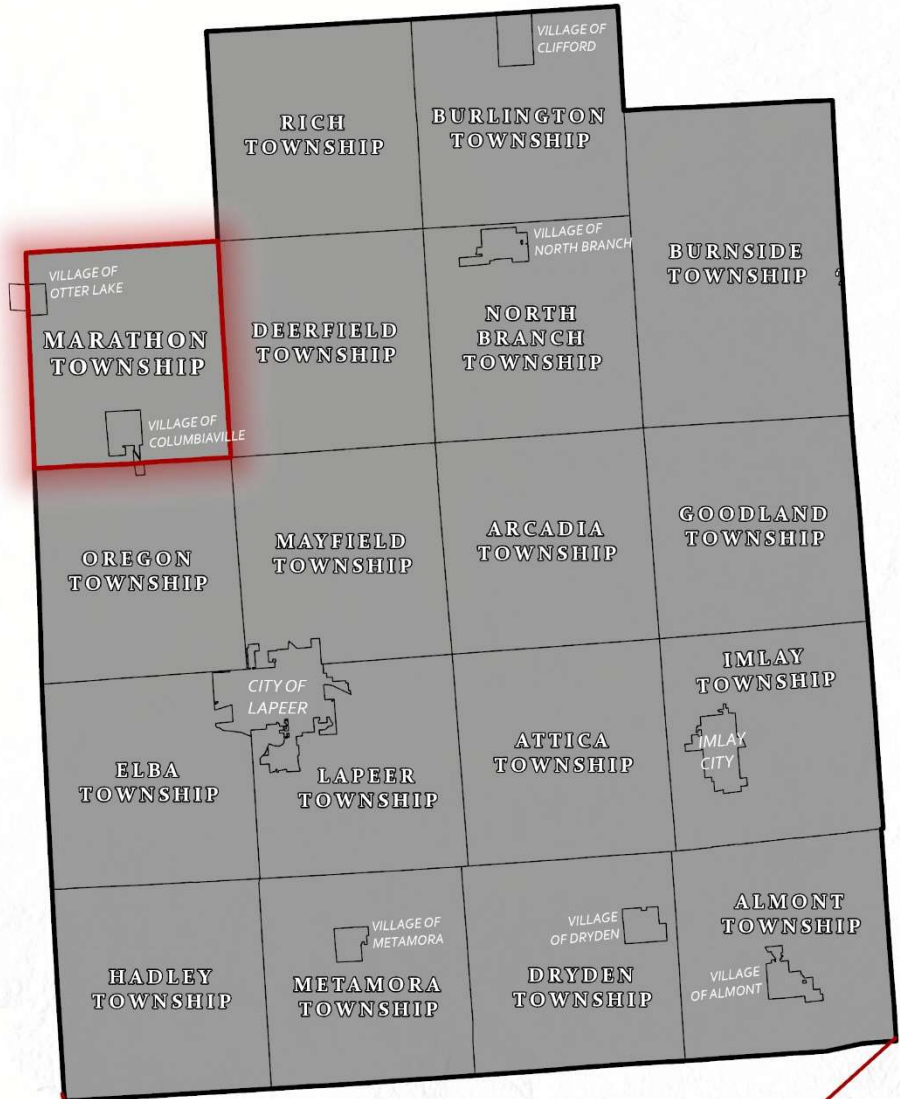 VILLAGE OF
CLIFFORD
RICH
TOWNSHIP
BURLINGTON
TOWNSHIP
VILLAGE OF
NORTH BRANCH
BURNSIDE
TOWNSHIP
VILLAGE OF
OTTER LAKE
MARATHON
TOWNSHIP
DEERFIELD
TOWNSHIP
NORTH
BRANCH
TOWNSHIP
VILLAGE OF
COLUMBIAVILLE
OREGON
TOWNSHIP
MAYFIELD
TOWNSHIP
ARCADIA
TOWNSHIP
GOODLAND
TOWNSHIP
CITY OF
LAPEER
IMLAY
TOWNSHIP
ELBA
TOWNSHIP
LAPEER
TOWNSHIP
ATTICA
TOWNSHIP
IMLAY
CITY
HADLEY
TOWNSHIP
VILLAGE OF
METAMORA
METAMORA
TOWNSHIP
VILLAGE
OF DRYDEN
DRYDEN
TOWNSHIP
ALMONT
TOWNSHIP
VILLAGE
OF ALMONT